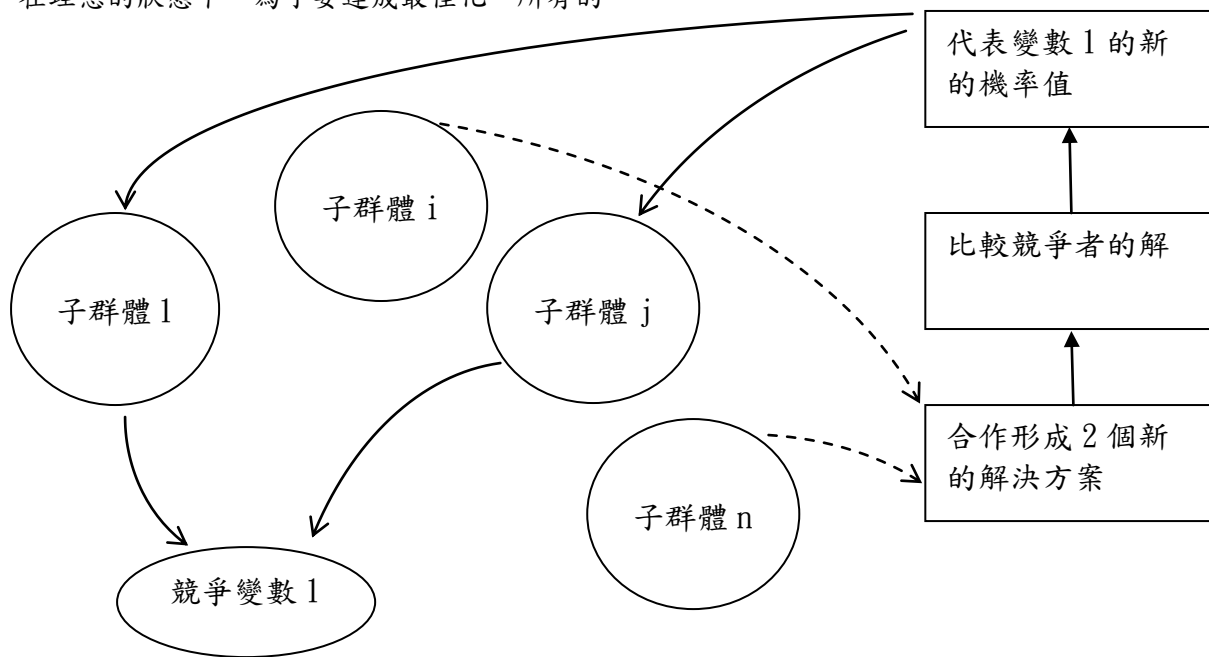 在理想的狀態下，為了要達成最佳化，所有的
代表變數 1 的新
的機率值
子群體 i
子群體 1
子群體 j
比較競爭者的解
合作形成 2 個新
的解決方案
子群體 n
競爭變數 1